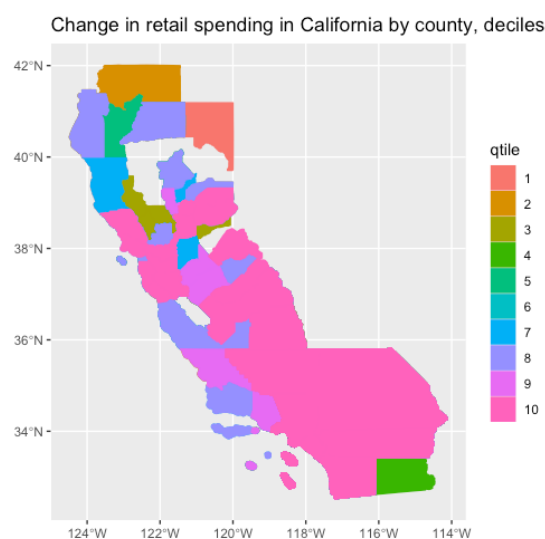 Change in retail spending in California by county, deciles
42°N
40°N
38°N
36°N
34°N
124°W 122°W 120°W 118°W 116°W 114°W
qtile
1
2
3
4
5
6
7
8
9
10